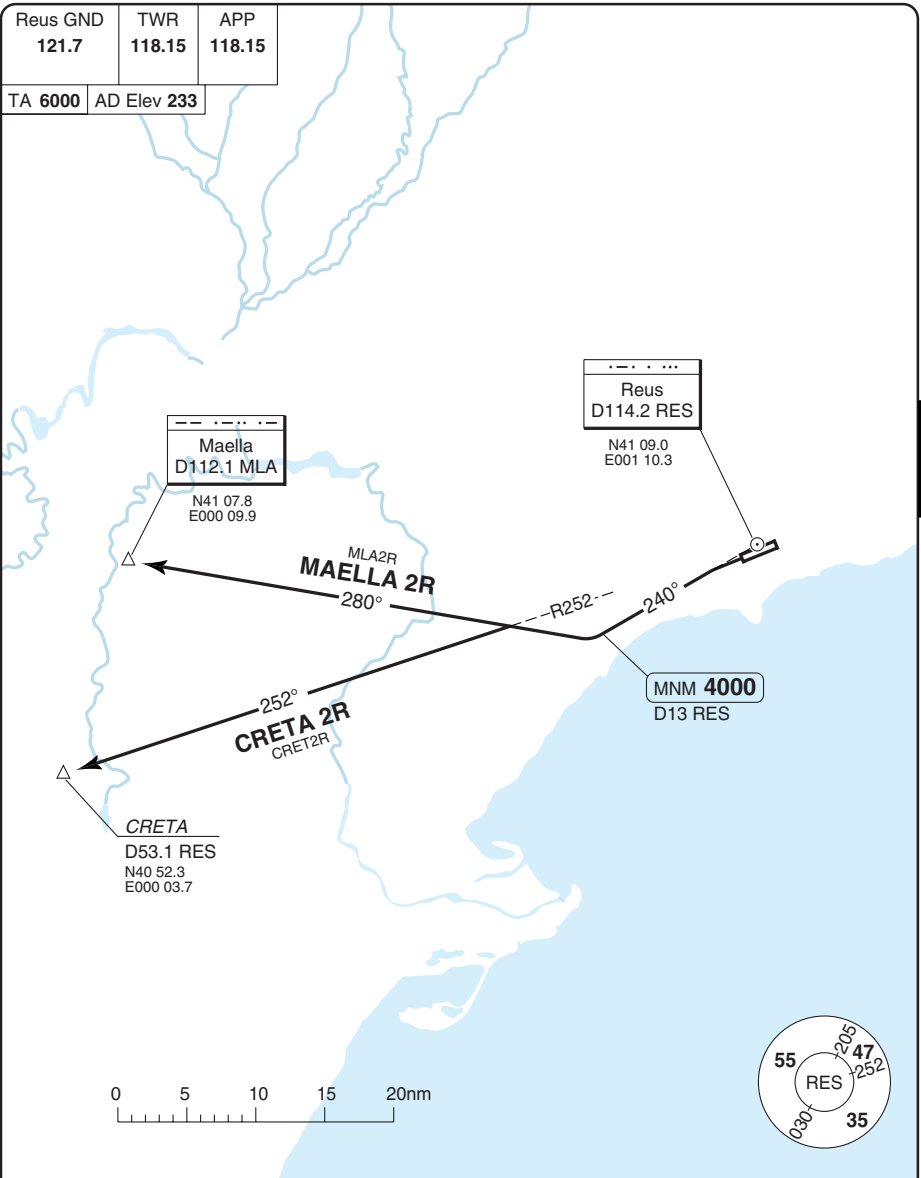 Reus GND
121.7
TWR
118.15
APP
118.15
TA 6000
AD Elev 233
Reus
D114.2 RES
N41 09.0
E001 10.3
Maella
D112.1 MLA
N41 07.8
E000 09.9
MLA2R
MAELLA 2R
280°
R252
240°
MNM 4000
D13 RES
252°
CRETA 2R
CRET2R
CRETA
D53.1 RES
N40 52.3
E000 03.7
0 5 10 15 20nm
205
55
47
252
RES
030
35